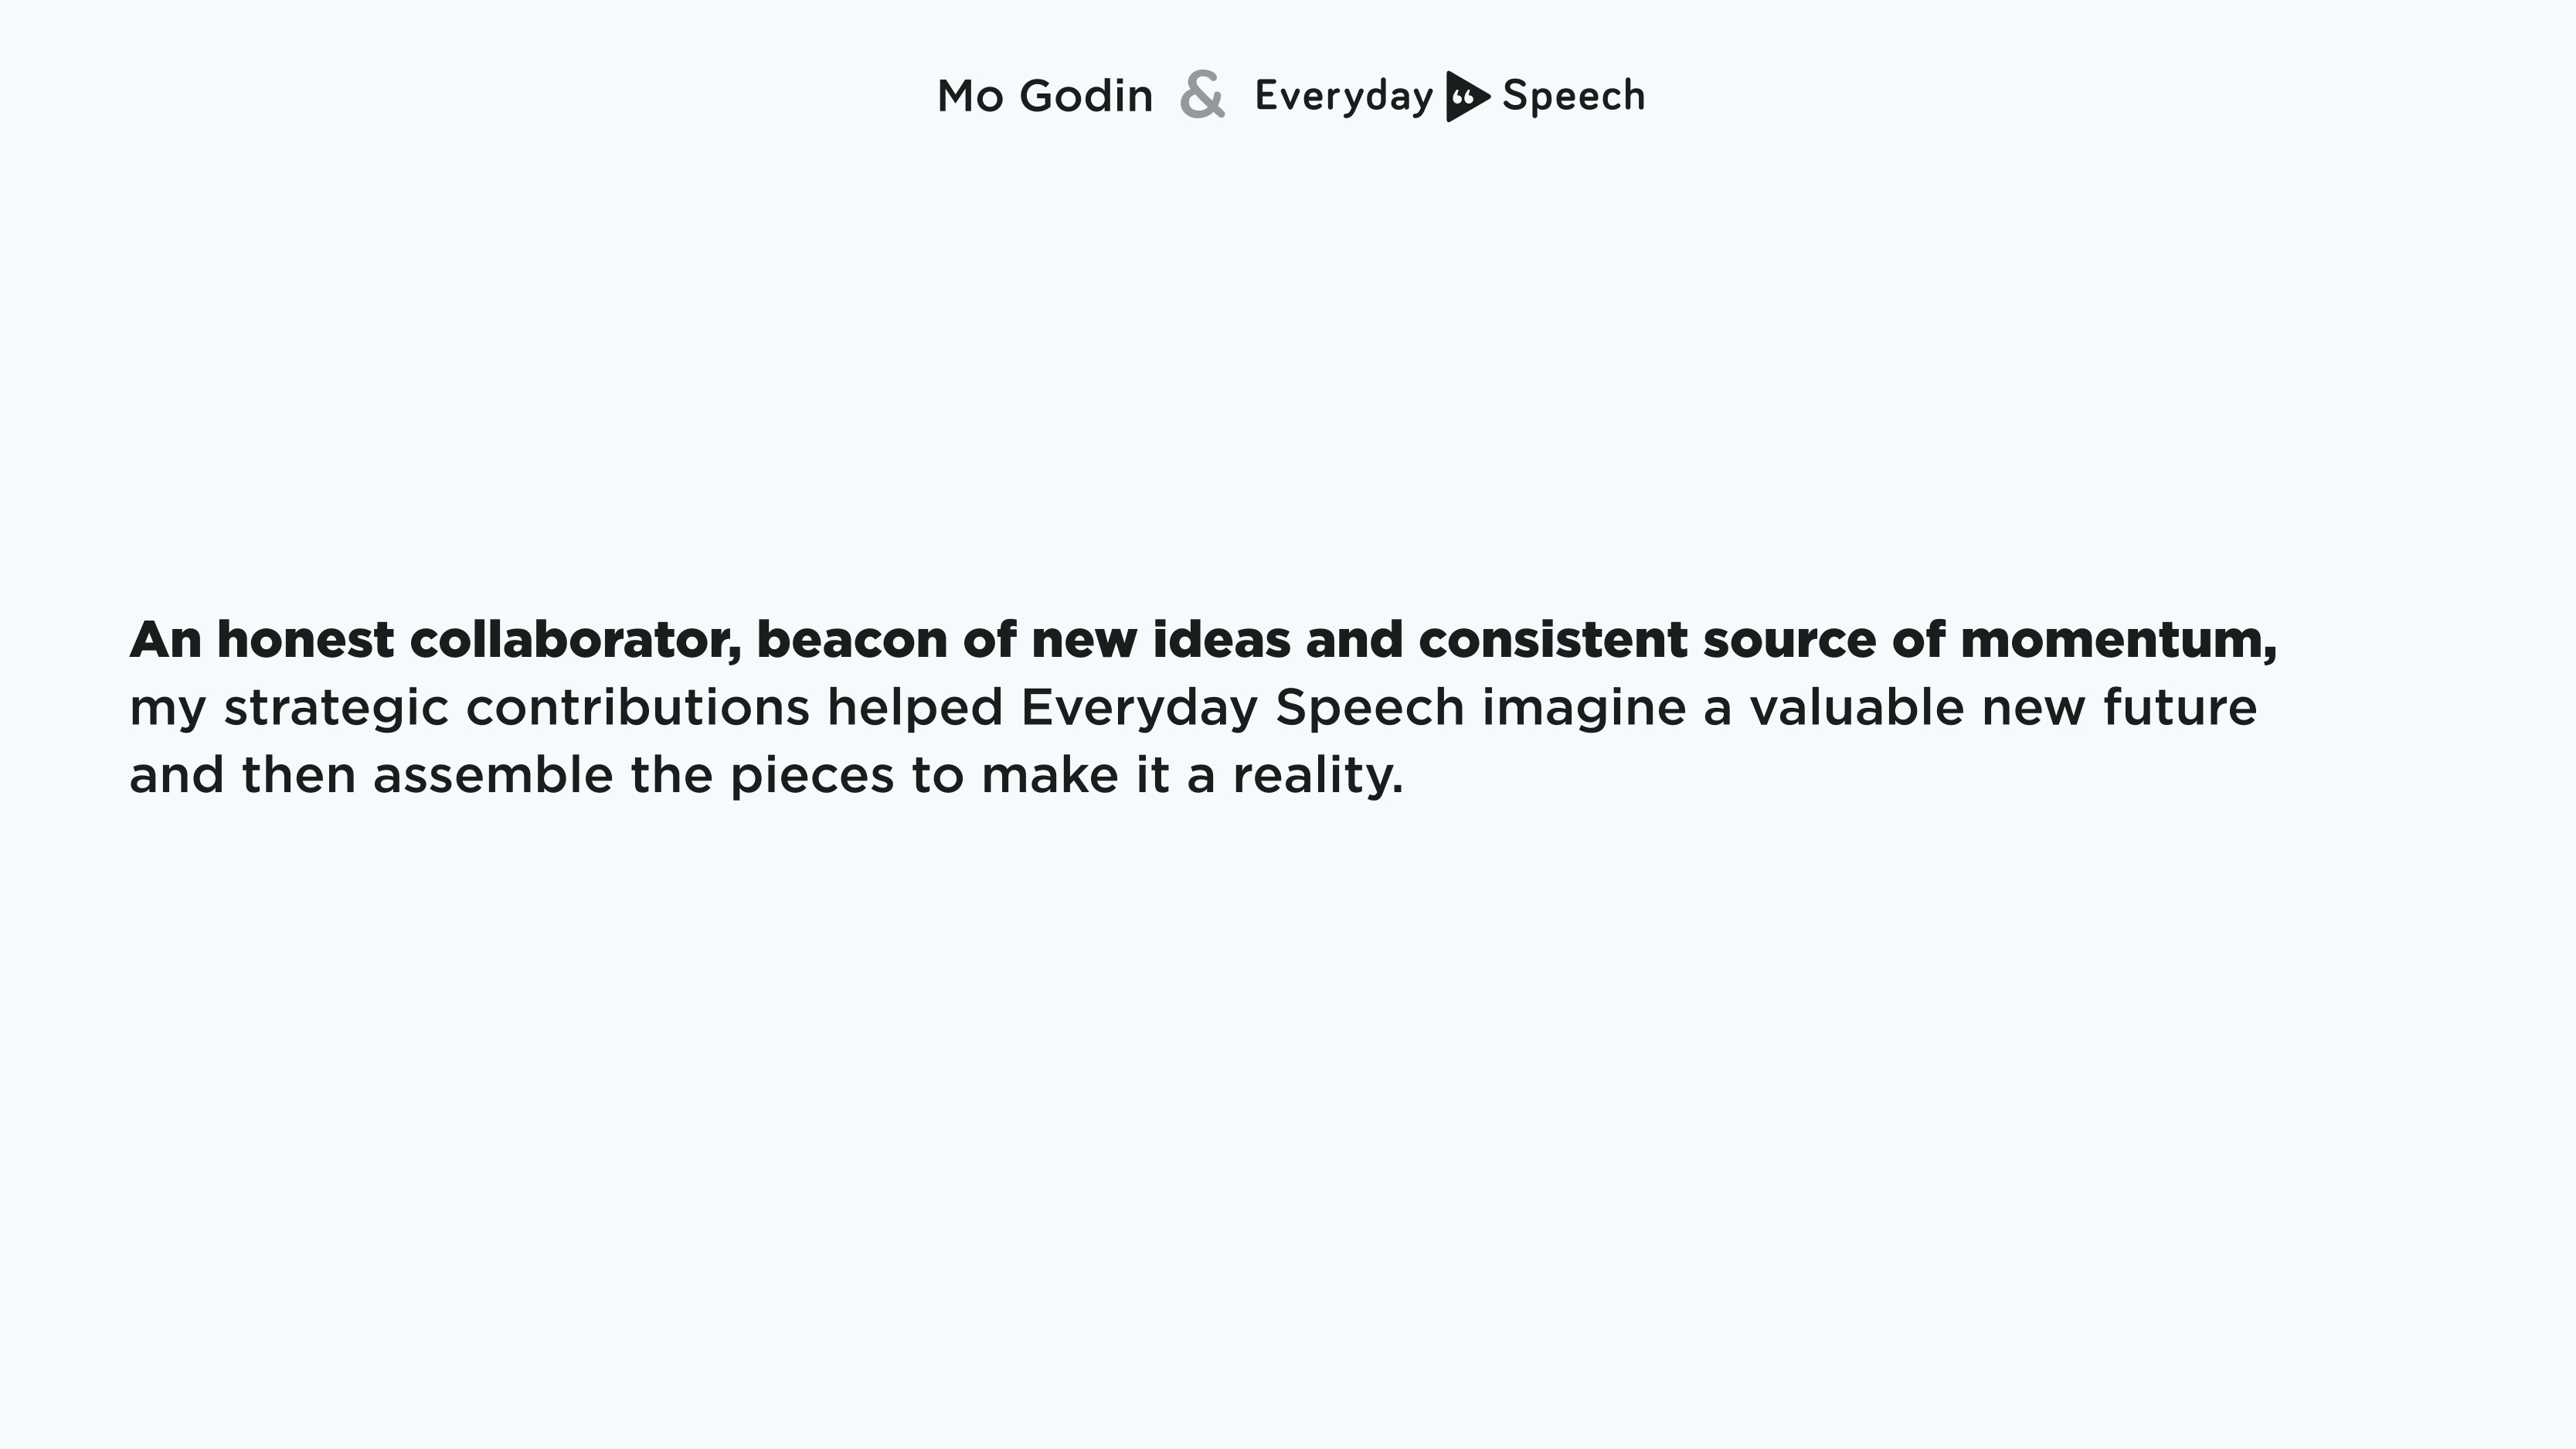 Mo Godin & Everyday “ Speech
An honest collaborator, beacon of new ideas and consistent source of momentum,
my strategic contributions helped Everyday Speech imagine a valuable new future
and then assemble the pieces to make it a reality.